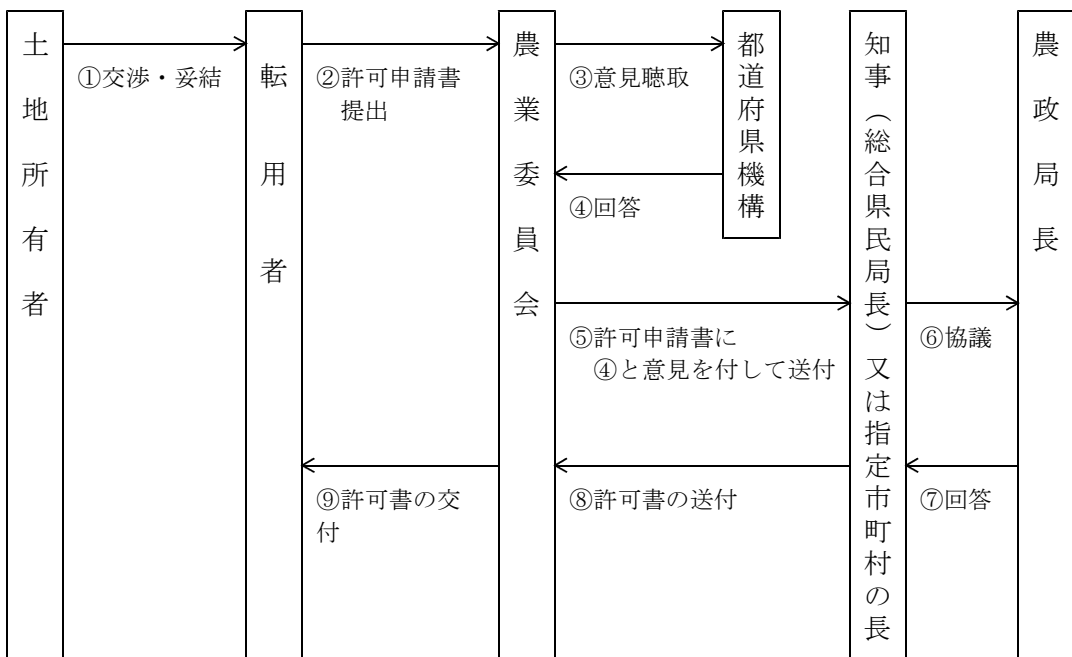 土地所有者
①交渉・妥結
転用者
②許可申請書
提出
農業委員会
③意見聴取
④回答
都道府県機構
⑤許可申請書に
④と意見を付して送付
知事（総合県民局長）又は指定市町村の長
⑥協議
農政局長
⑦回答
⑧許可書の送付
⑨許可書の交
付